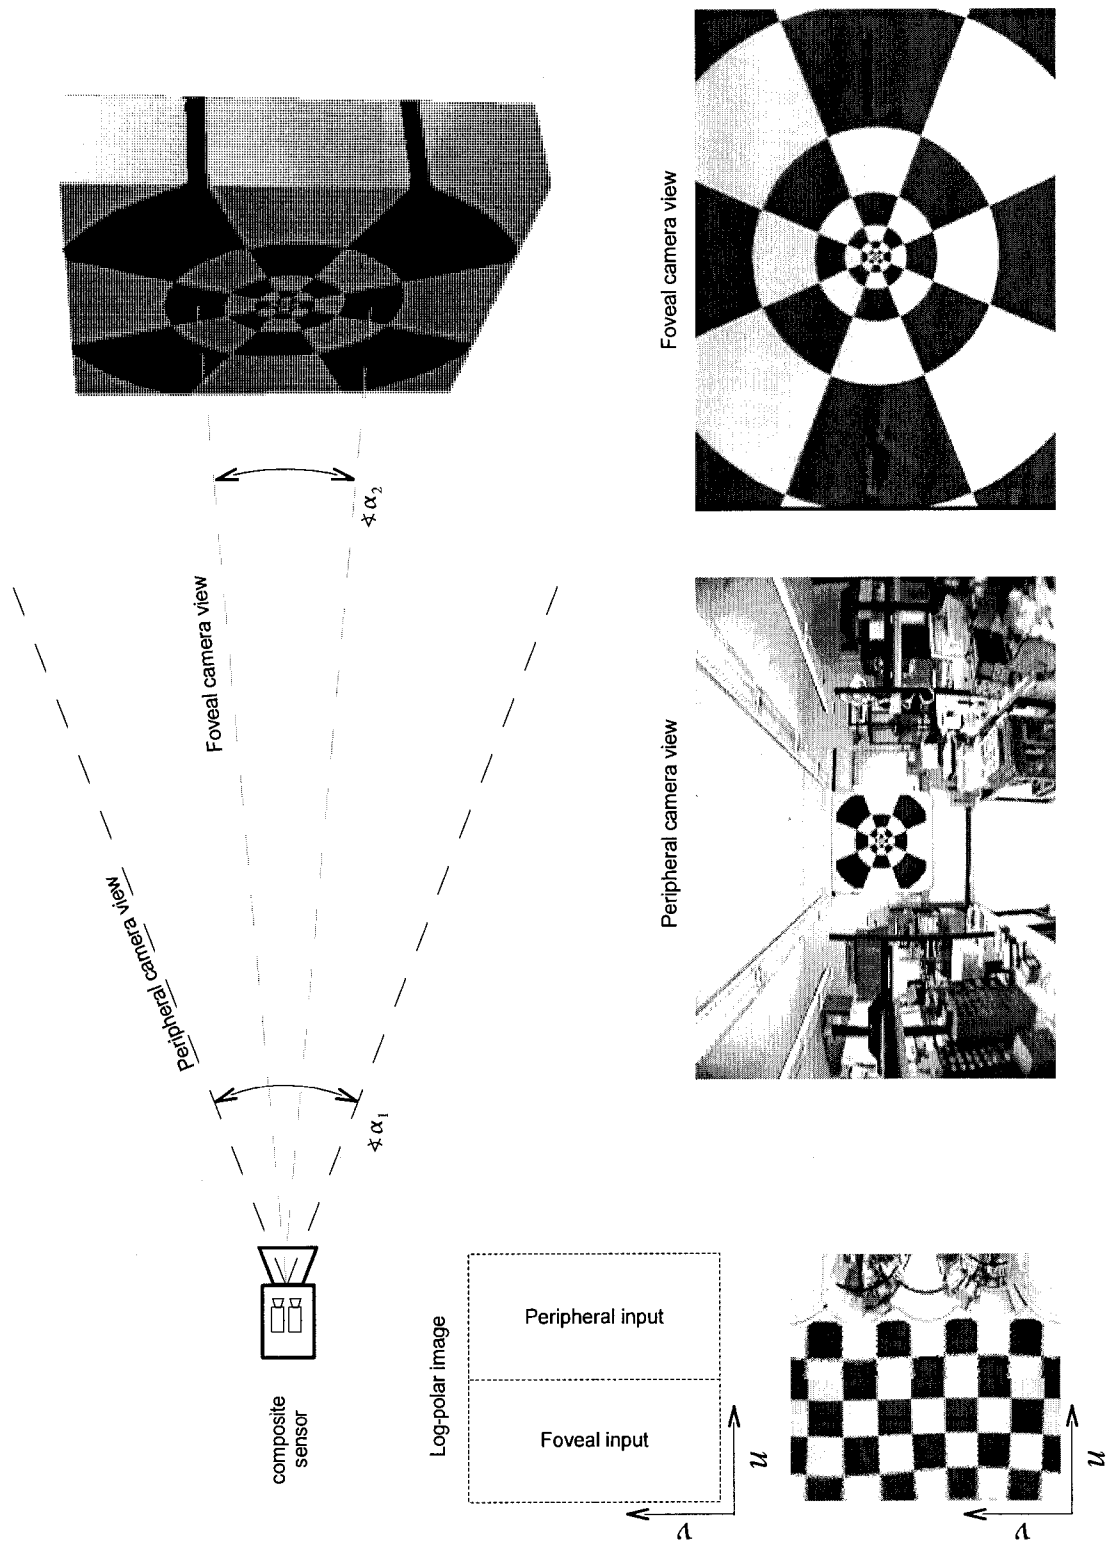 Peripheral camera view
Foveal camera view
∢ α₁
∢ α₂
composite
sensor
Log-polar image
Foveal input
Peripheral input
v
u
Peripheral camera view
Foveal camera view
v
u